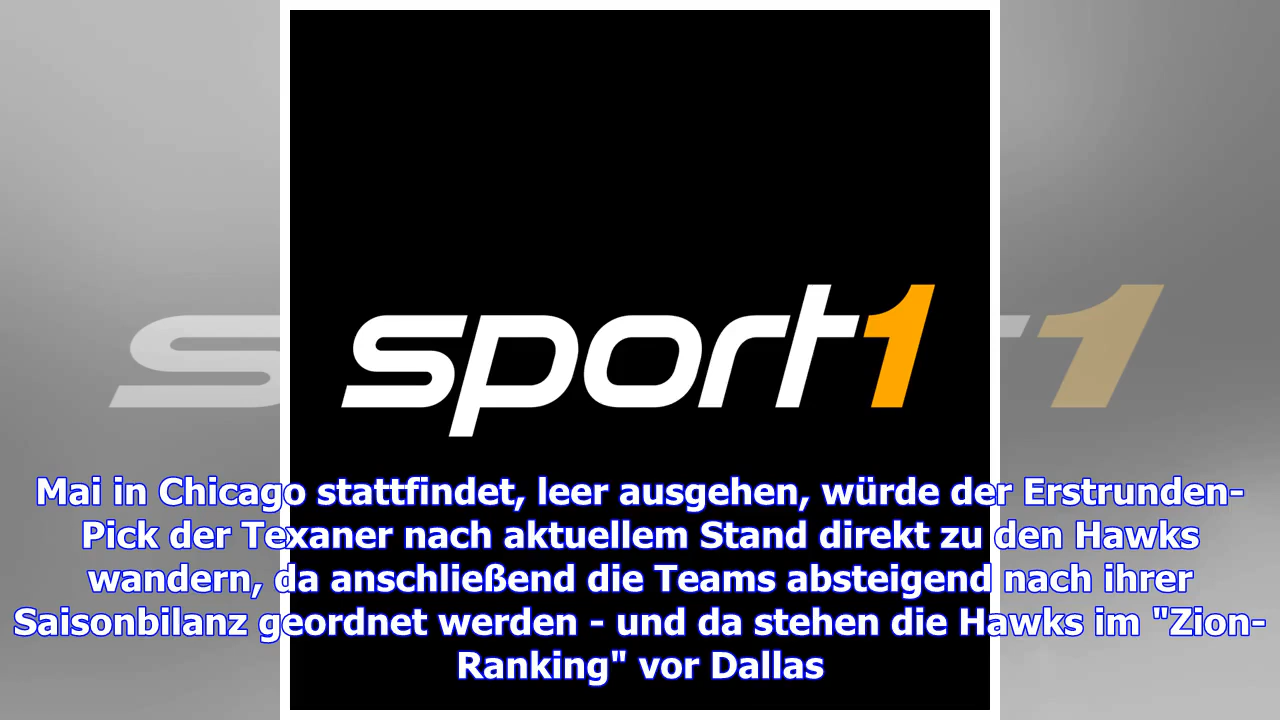 sport1
Mai in Chicago stattfindet, leer ausgehen, würde der Erstrunden-
Pick der Texaner nach aktuellem Stand direkt zu den Hawks
wandern, da anschließend die Teams absteigend nach ihrer
Saisonbilanz geordnet werden - und da stehen die Hawks im "Zion-
Ranking" vor Dallas